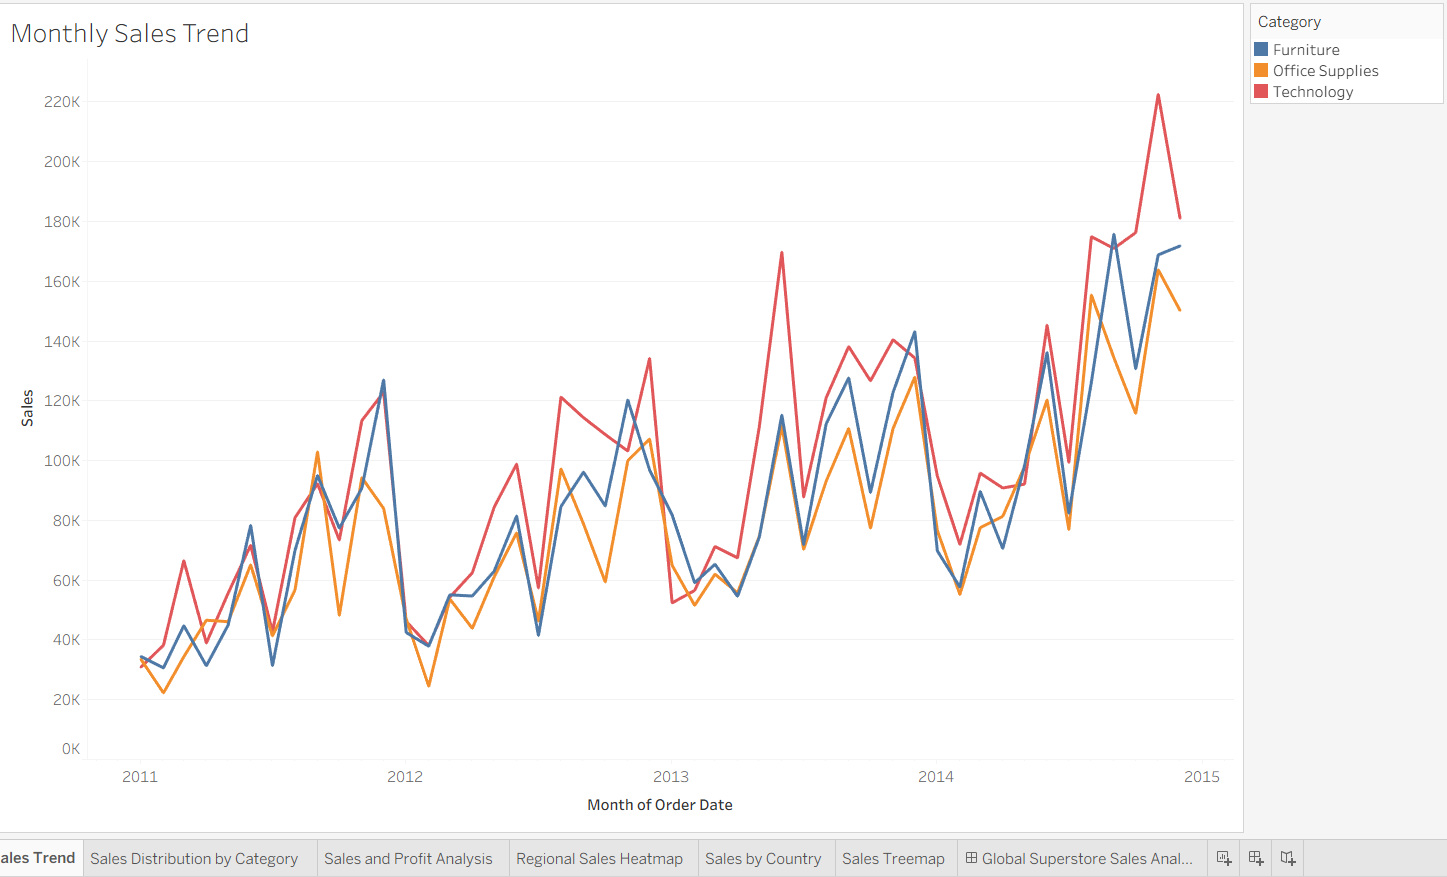 Monthly Sales Trend
Category
Furniture
Office Supplies
Technology
220K
200K
180K
160K
140K
120K
100K
80K
60K
40K
20K
0K
Sales
2011 2012 2013 2014 2015
Month of Order Date
ales Trend Sales Distribution by Category Sales and Profit Analysis Regional Sales Heatmap Sales by Country Sales Treemap Global Superstore Sales Anal...